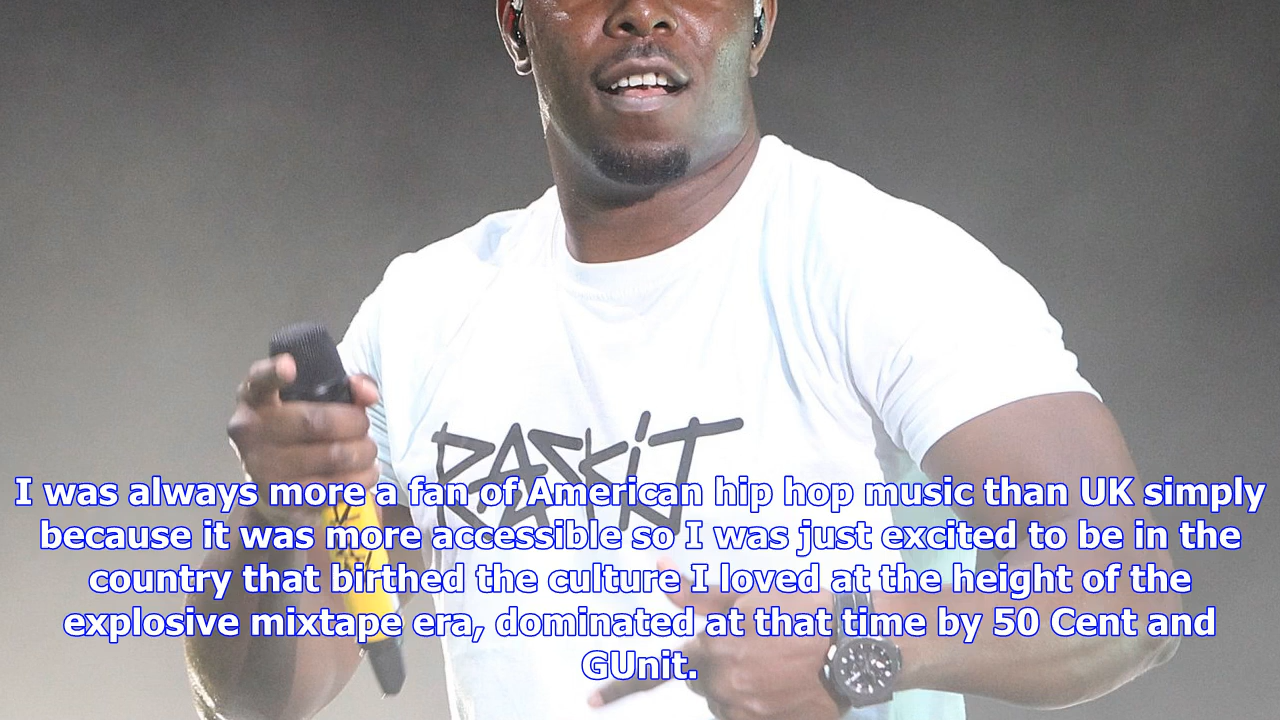 RASKIT
I was always more a fan of American hip hop music than UK simply
because it was more accessible so I was just excited to be in the
country that birthed the culture I loved at the height of the
explosive mixtape era, dominated at that time by 50 Cent and
GUnit.